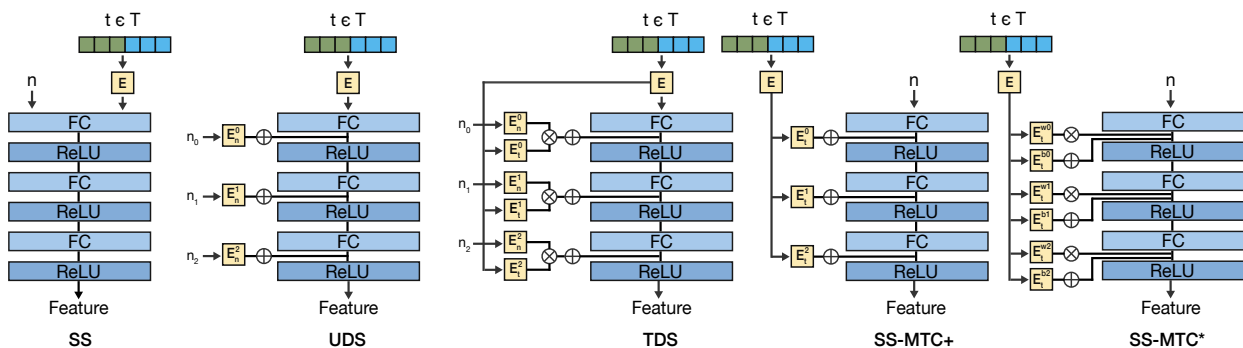 t ϵ T
E
n
FC
ReLU
FC
ReLU
FC
ReLU
Feature
SS
t ϵ T
E
FC
n0 E0n
ReLU
FC
n1 E1n
ReLU
FC
n2 E2n
ReLU
Feature
UDS
t ϵ T
E
FC
n0 E0n
E0t
ReLU
FC
n1 E1n
E1t
ReLU
FC
n2 E2n
E2t
ReLU
Feature
TDS
t ϵ T
E
n
FC
E0t
ReLU
FC
E1t
ReLU
FC
E2t
ReLU
Feature
SS-MTC+
t ϵ T
E
n
FC
Ew0t
ReLU
Eb0t
FC
Ew1t
ReLU
Eb1t
FC
Ew2t
ReLU
Eb2t
Feature
SS-MTC*